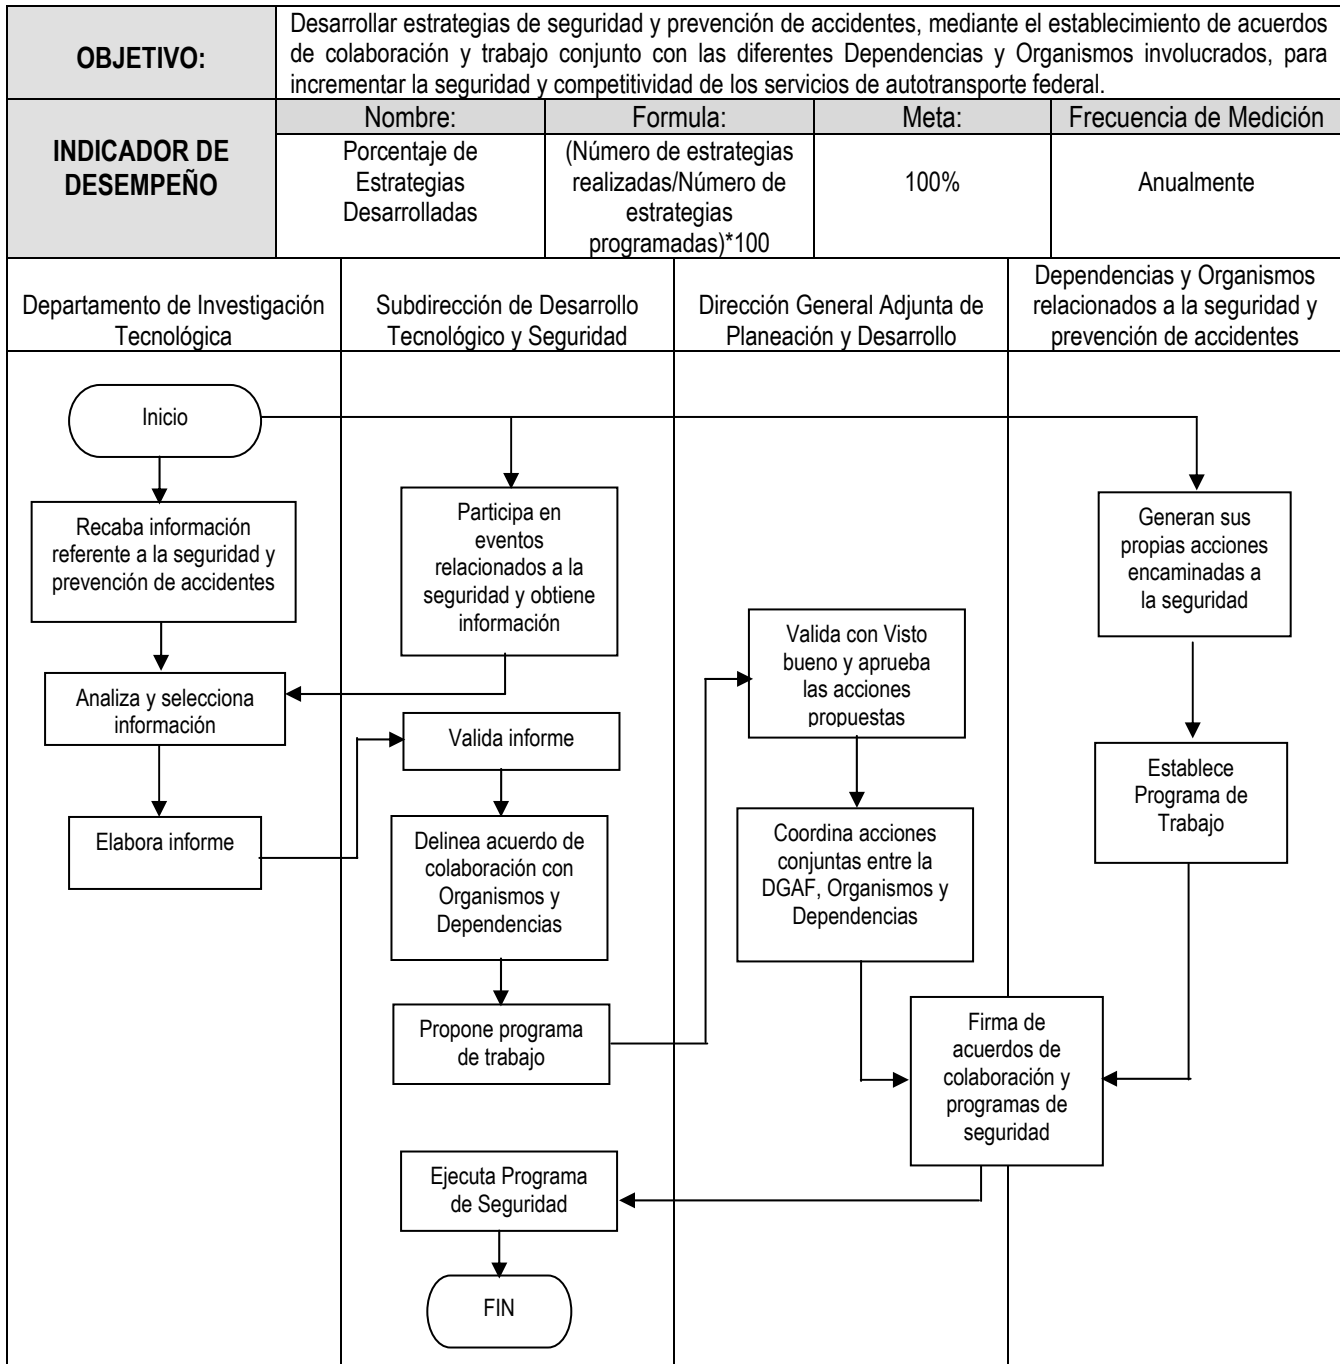 OBJETIVO:
Desarrollar estrategias de seguridad y prevención de accidentes, mediante el establecimiento de acuerdos
de colaboración y trabajo conjunto con las diferentes Dependencias y Organismos involucrados, para
incrementar la seguridad y competitividad de los servicios de autotransporte federal.
INDICADOR DE
DESEMPEÑO
Nombre:
Formula:
Meta:
Frecuencia de Medición
Porcentaje de
Estrategias
Desarrolladas
(Número de estrategias
realizadas/Número de
estrategias
programadas)*100
100%
Anualmente
Departamento de Investigación
Tecnológica
Subdirección de Desarrollo
Tecnológico y Seguridad
Dirección General Adjunta de
Planeación y Desarrollo
Dependencias y Organismos
relacionados a la seguridad y
prevención de accidentes
Inicio
Recaba información
referente a la seguridad y
prevención de accidentes
Participa en
eventos
relacionados a la
seguridad y obtiene
información
Generan sus
propias acciones
encaminadas a
la seguridad
Analiza y selecciona
información
Valida informe
Valida con Visto
bueno y aprueba
las acciones
propuestas
Establece
Programa de
Trabajo
Elabora informe
Delinea acuerdo de
colaboración con
Organismos y
Dependencias
Coordina acciones
conjuntas entre la
DGAF, Organismos y
Dependencias
Propone programa
de trabajo
Firma de
acuerdos de
colaboración y
programas de
seguridad
Ejecuta Programa
de Seguridad
FIN